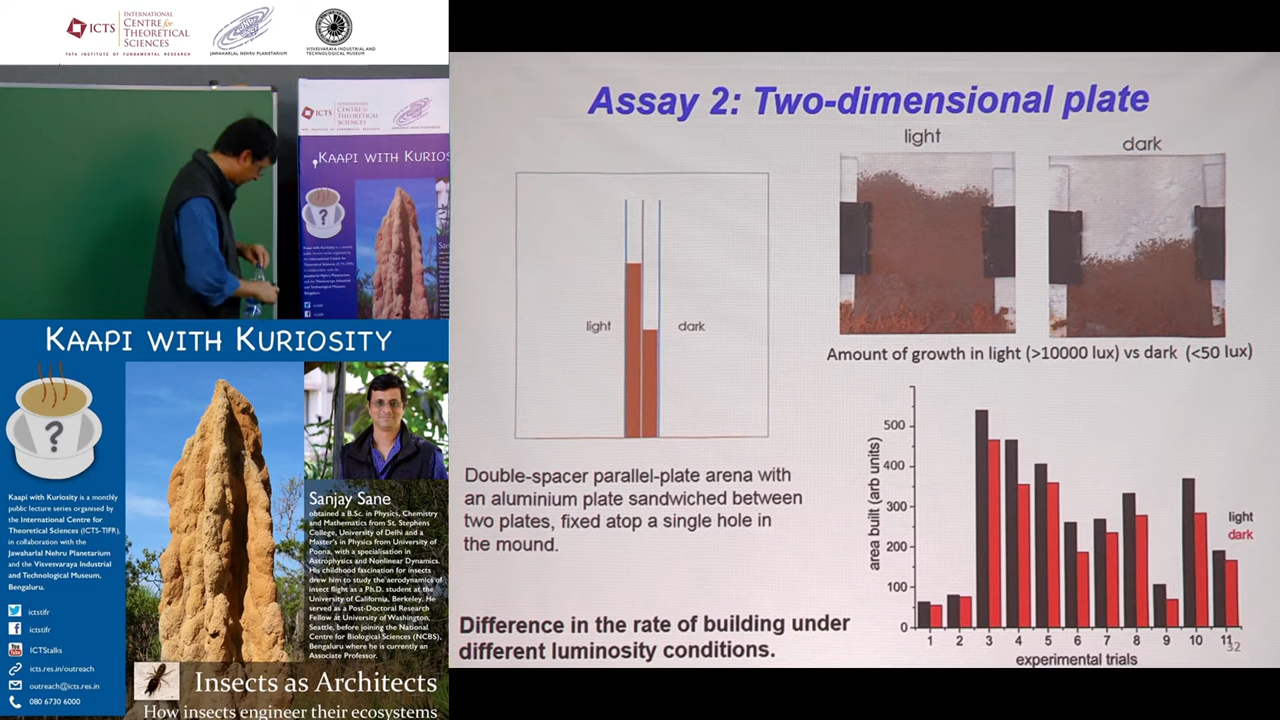 ICTS
INTERNATIONAL
CENTRE for
THEORETICAL
SCIENCES
TATA INSTITUTE OF FUNDAMENTAL RESEARCH
JAWAHARLAL NEHRU PLANETARIUM
VISVESVARAYA INDUSTRIAL AND
TECHNOLOGICAL MUSEUM
ICTS
INTERNATIONAL
CENTRE for
THEORETICAL
SCIENCES
KAAPI WITH KURIOS
?
KAAPI WITH KURIOSITY
?
Kaapi with Kuriosity is a monthly
public lecture series organised by
the International Centre for
Theoretical Sciences (ICTS-TIFR),
in collaboration with the
Jawaharlal Nehru Planetarium
and the Visvesvaraya Industrial
and Technological Museum,
Bengaluru.
ictstifr
ictstifr
ICTStalks
icts.res.in/outreach
outreach@icts.res.in
080 6730 6000
Sanjay Sane
obtained a B.Sc. in Physics, Chemistry
and Mathematics from St. Stephens
College, University of Delhi and a
Master's in Physics from University of
Poona, with a specialisation in
Astrophysics and Nonlinear Dynamics.
His childhood fascination for insects
drew him to study the aerodynamics of
insect flight as a Ph.D. student at the
University of California, Berkeley. He
served as a Post-Doctoral Research
Fellow at University of Washington,
Seattle, before joining the National
Centre for Biological Sciences (NCBS),
Bengaluru where he is currently an
Associate Professor.
Insects as Architects
How insects engineer their ecosystems
Assay 2: Two-dimensional plate
light
dark
light
dark
Amount of growth in light (>10000 lux) vs dark (<50 lux)
Double-spacer parallel-plate arena with
an aluminium plate sandwiched between
two plates, fixed atop a single hole in
the mound.
Difference in the rate of building under
different luminosity conditions.
area built (arb units)
500
400
300
200
100
0
light
dark
1 2 3 4 5 6 7 8 9 10 11
experimental trials
32